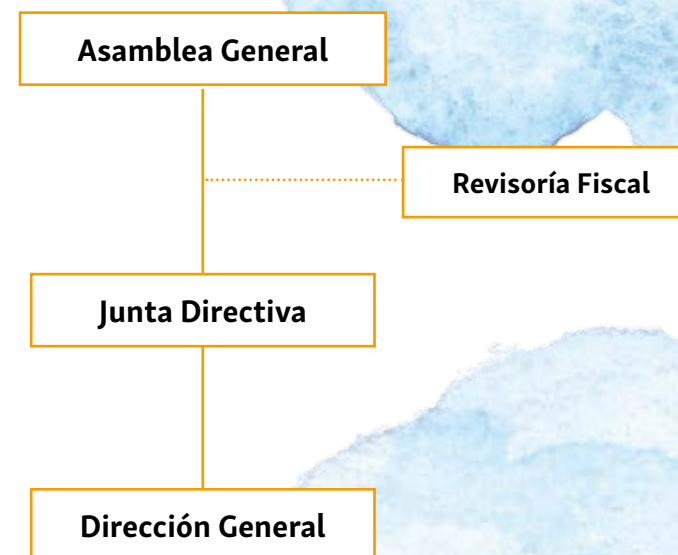 Asamblea General
Revisoría Fiscal
Junta Directiva
Dirección General